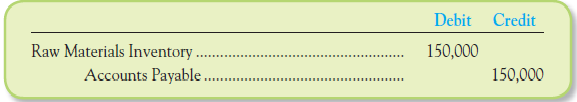 Debit Credit
Raw Materials Inventory ............................................................ 150,000
Accounts Payable ............................................................ 150,000